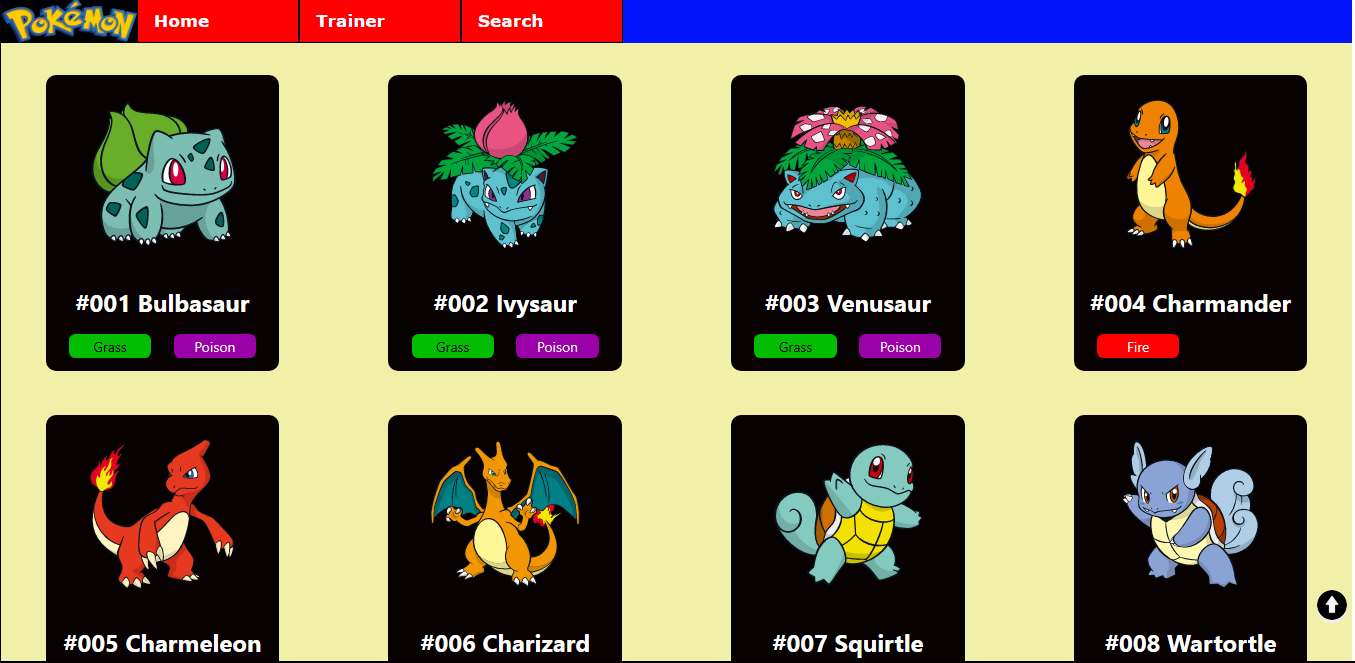 Pokémon
Home
Trainer
Search
#001 Bulbasaur
Grass
Poison
#002 Ivysaur
Grass
Poison
#003 Venusaur
Grass
Poison
#004 Charmander
Fire
#005 Charmeleon
#006 Charizard
#007 Squirtle
#008 Wartortle